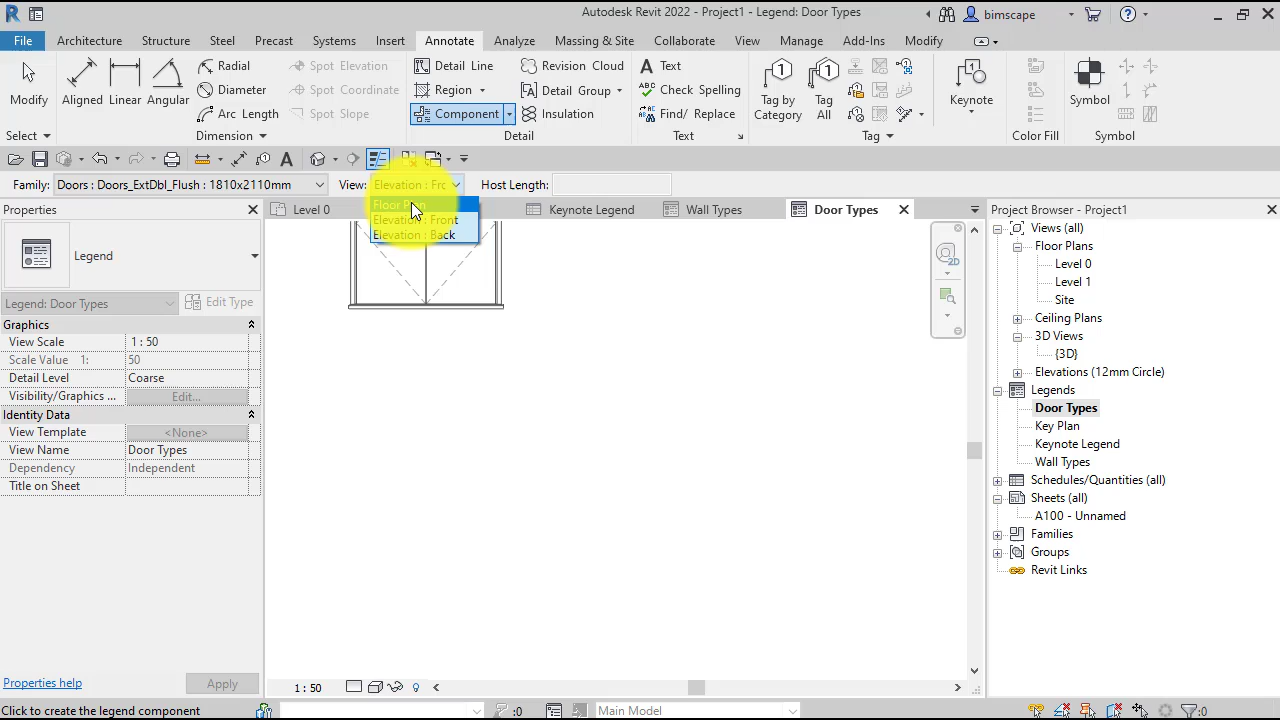 Autodesk Revit 2022 - Project1 - Legend: Door Types
bimscape
File Architecture Structure Steel Precast Systems Insert Annotate Analyze Massing & Site Collaborate View Manage Add-Ins Modify
Modify
Aligned Linear Angular
Radial
Diameter
Arc Length
Spot Elevation
Spot Coordinate
Spot Slope
Detail Line
Region
Component
Revision Cloud
Detail Group
Insulation
Text
Check Spelling
Find/ Replace
Tag by Category
Tag All
Keynote
Symbol
Select Dimension Detail Text Tag Color Fill Symbol
Family: Doors : Doors_ExtDbl_Flush : 1810x2110mm View: Elevation : Frc Host Length:
Floor Plan
Elevation : Front
Elevation : Back
Properties Level 0 Keynote Legend Wall Types Door Types Project Browser - Project1
Legend
Legend: Door Types Edit Type
Graphics
View Scale 1 : 50
Scale Value 1: 50
Detail Level Coarse
Visibility/Graphics ... Edit...
Identity Data
View Template <None>
View Name Door Types
Dependency Independent
Title on Sheet
Properties help Apply
Views (all)
Floor Plans
Level 0
Level 1
Site
Ceiling Plans
3D Views
{3D}
Elevations (12mm Circle)
Legends
Door Types
Key Plan
Keynote Legend
Wall Types
Schedules/Quantities (all)
Sheets (all)
A100 - Unnamed
Families
Groups
Revit Links
1 : 50
Click to create the legend component :0 Main Model :0